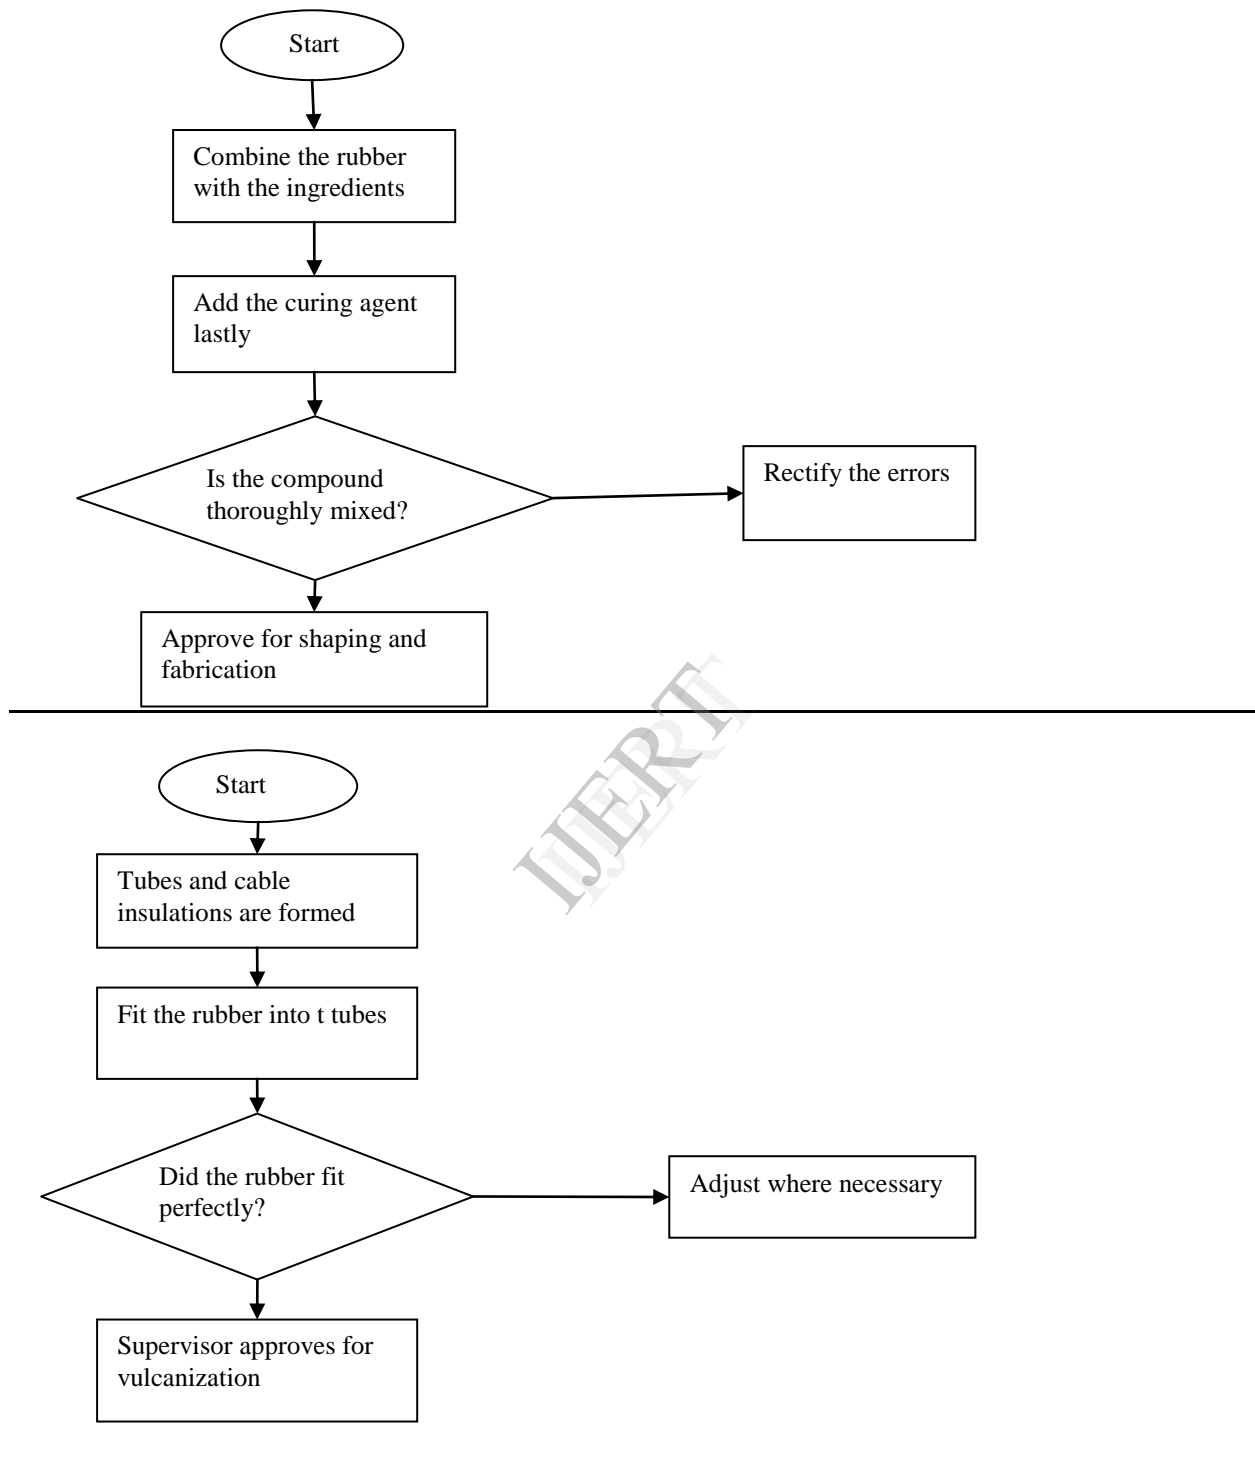 Start
Combine the rubber
with the ingredients
Add the curing agent
lastly
Is the compound
thoroughly mixed?
Rectify the errors
Approve for shaping and
fabrication
IJERT
Start
Tubes and cable
insulations are formed
Fit the rubber into t tubes
Did the rubber fit
perfectly?
Adjust where necessary
Supervisor approves for
vulcanization